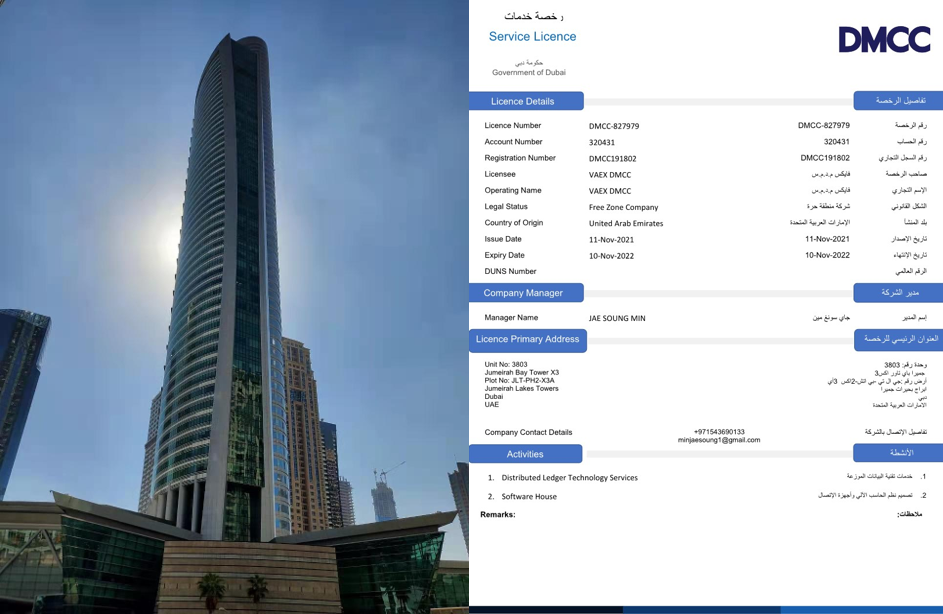 رخصة خدمات
Service Licence
حكومة دبي
Government of Dubai
DMCC
Licence Details تفاصيل الرخصة
Licence Number DMCC-827979 DMCC-827979 رقم الرخصة
Account Number 320431 320431 رقم الحساب
Registration Number DMCC191802 DMCC191802 رقم السجل التجاري
Licensee VAEX DMCC فايكس م.د.م.س صاحب الرخصة
Operating Name VAEX DMCC فايكس م.د.م.س الإسم التجاري
Legal Status Free Zone Company شركة منطقة حرة الشكل القانوني
Country of Origin United Arab Emirates الإمارات العربية المتحدة بلد المنشأ
Issue Date 11-Nov-2021 11-Nov-2021 تاريخ الإصدار
Expiry Date 10-Nov-2022 10-Nov-2022 تاريخ الإنتهاء
DUNS Number الرقم العالمي
Company Manager مدير الشركة
Manager Name JAE SOUNG MIN جاي سونغ مين إسم المدير
Licence Primary Address العنوان الرئيسي للرخصة
Unit No: 3803 وحدة رقم: 3803
Jumeirah Bay Tower X3 جميرا باي تاور اكس3
Plot No: JLT-PH2-X3A أرض رقم :جي ال تي -بي اتش-2اكس 3اي
Jumeirah Lakes Towers ابراج بحيرات جميرا
Dubai دبي
UAE الامارات العربية المتحدة
Company Contact Details +971543690133 تفاصيل الإتصال بالشركة
minjaesoung1@gmail.com
Activities الأنشطة
1. Distributed Ledger Technology Services 1. خدمات تقنية البيانات الموزعة
2. Software House 2. تصميم نظم الحاسب الآلي وأجهزة الإتصال
Remarks: ملاحظات: